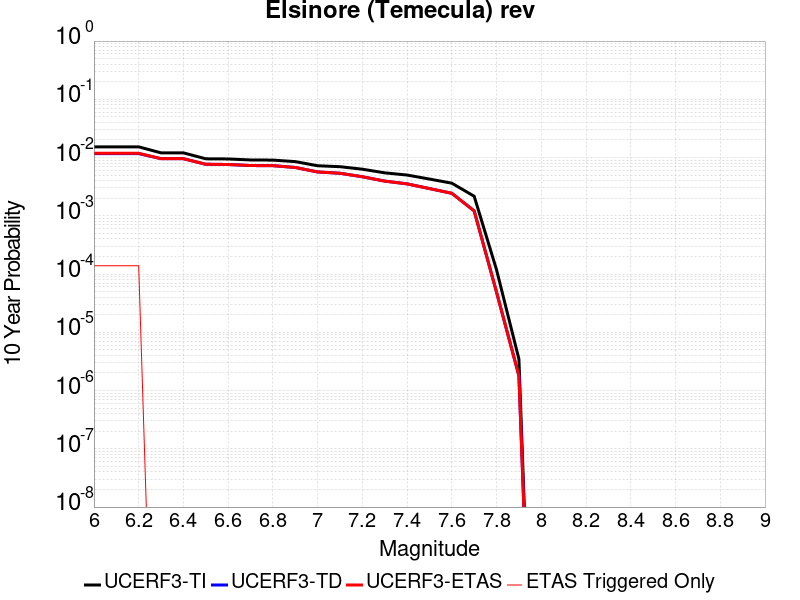 Elsinore (Temecula) rev
10^0
10^-1
10^-2
10^-3
10^-4
10^-5
10^-6
10^-7
10^-8
10 Year Probability
6 6.2 6.4 6.6 6.8 7 7.2 7.4 7.6 7.8 8 8.2 8.4 8.6 8.8 9
Magnitude
UCERF3-TI UCERF3-TD UCERF3-ETAS ETAS Triggered Only